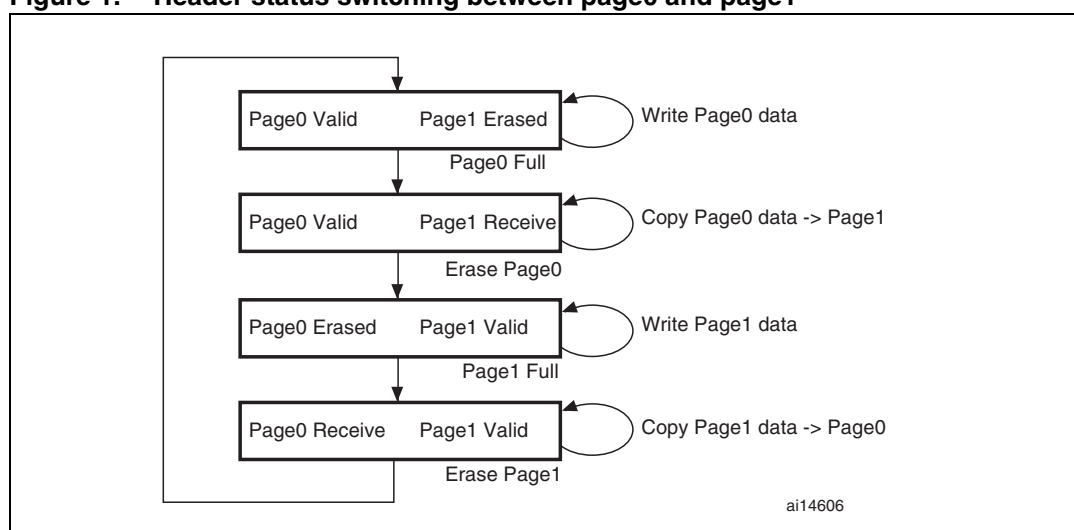 Figure 1. Header status switching between page0 and page1
Page0 Valid Page1 Erased
Write Page0 data
Page0 Full
Page0 Valid Page1 Receive
Copy Page0 data -> Page1
Erase Page0
Page0 Erased Page1 Valid
Write Page1 data
Page1 Full
Page0 Receive Page1 Valid
Copy Page1 data -> Page0
Erase Page1
ai14606